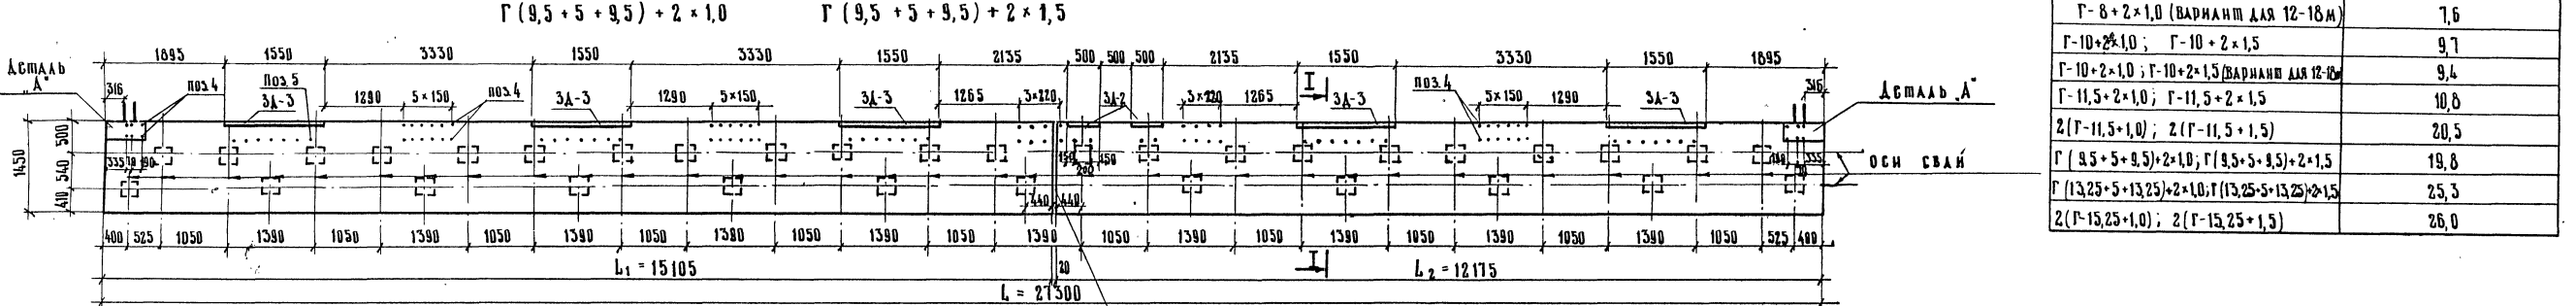 Г (9,5 + 5 + 9,5) + 2 × 1,0 Г (9,5 + 5 + 9,5) + 2 × 1,5
1895 1550 3330 1550 3330 1550 2135 500 500 500 2135 1550 3330 1550 1895
Деталь „А"
316 поз.4 поз.5 ЗД-3 1290 5×150 поз.4 ЗД-3 1290 5×150 ЗД-3 1265 3×220 ЗД-2 3×220 1265 I ЗД-3 поз.4 5×150 1290 ЗД-3 316 Деталь „А"
1450 500 540 410
335 190 150 150 200 190 335
оси свай
440 440
400 525 1050 1390 1050 1390 1050 1390 1050 1390 1050 1390 1050 1390 1050 1390 1050 1390 1050 1390 1050 1390 1050 525 400
L₁ = 15105 20 I L₂ = 12175
L = 27300
Г-8+2×1,0 (вариант для 12-18м) 7,6
Г-10+2×1,0; Г-10+2×1,5 9,7
Г-10+2×1,0; Г-10+2×1,5 (вариант для 12-18м 9,4
Г-11,5+2×1,0; Г-11,5+2×1,5 10,8
2(Г-11,5+1,0); 2(Г-11,5+1,5) 20,5
Г (9,5+5+9,5)+2×1,0; Г(9,5+5+9,5)+2×1,5 19,8
Г (13,25+5+13,25)+2×1,0; Г(13,25+5+13,25)+2×1,5 25,3
2(Г-15,25+1,0); 2(Г-15,25+1,5) 26,0